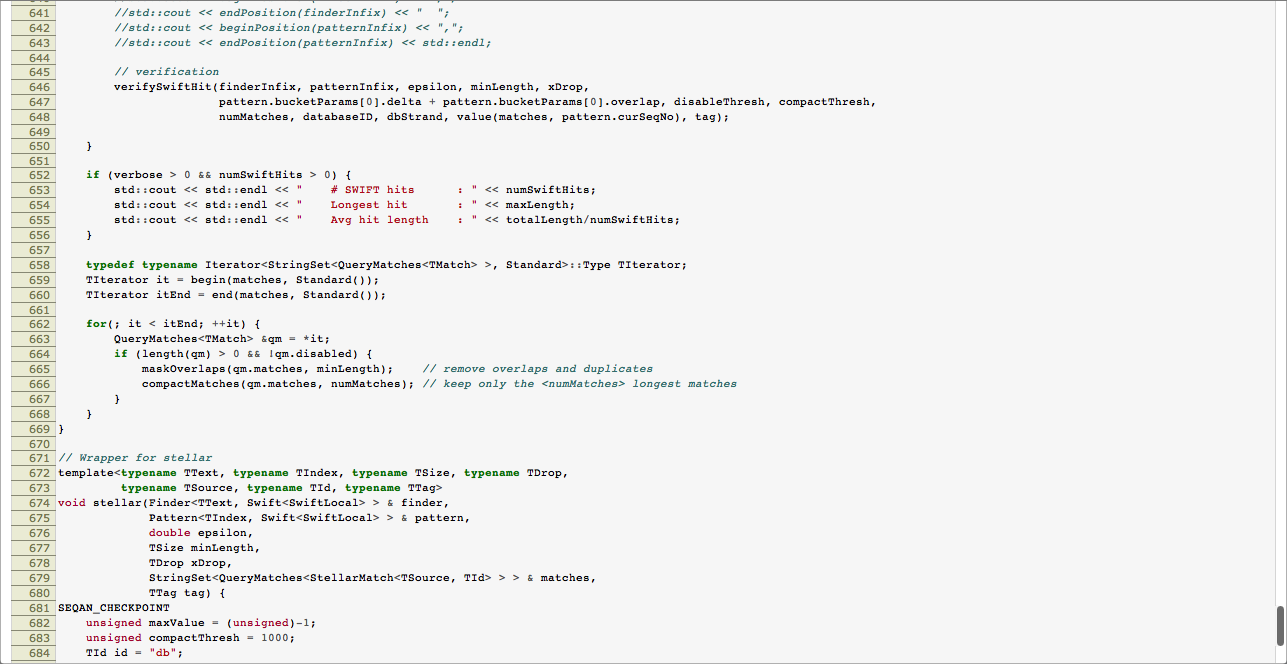 641 //std::cout << endPosition(finderInfix) << "  ";
642 //std::cout << beginPosition(patternInfix) << ",";
643 //std::cout << endPosition(patternInfix) << std::endl;
644
645 // verification
646 verifySwiftHit(finderInfix, patternInfix, epsilon, minLength, xDrop,
647 pattern.bucketParams[0].delta + pattern.bucketParams[0].overlap, disableThresh, compactThresh,
648 numMatches, databaseID, dbStrand, value(matches, pattern.curSeqNo), tag);
649
650 }
651
652 if (verbose > 0 && numSwiftHits > 0) {
653 std::cout << std::endl << "    # SWIFT hits      : " << numSwiftHits;
654 std::cout << std::endl << "    Longest hit       : " << maxLength;
655 std::cout << std::endl << "    Avg hit length    : " << totalLength/numSwiftHits;
656 }
657
658 typedef typename Iterator<StringSet<QueryMatches<TMatch> >, Standard>::Type TIterator;
659 TIterator it = begin(matches, Standard());
660 TIterator itEnd = end(matches, Standard());
661
662 for(; it < itEnd; ++it) {
663 QueryMatches<TMatch> &qm = *it;
664 if (length(qm) > 0 && !qm.disabled) {
665 maskOverlaps(qm.matches, minLength);    // remove overlaps and duplicates
666 compactMatches(qm.matches, numMatches); // keep only the <numMatches> longest matches
667 }
668 }
669 }
670
671 // Wrapper for stellar
672 template<typename TText, typename TIndex, typename TSize, typename TDrop,
673 typename TSource, typename TId, typename TTag>
674 void stellar(Finder<TText, Swift<SwiftLocal> > & finder,
675 Pattern<TIndex, Swift<SwiftLocal> > & pattern,
676 double epsilon,
677 TSize minLength,
678 TDrop xDrop,
679 StringSet<QueryMatches<StellarMatch<TSource, TId> > > & matches,
680 TTag tag) {
681 SEQAN_CHECKPOINT
682 unsigned maxValue = (unsigned)-1;
683 unsigned compactThresh = 1000;
684 TId id = "db";